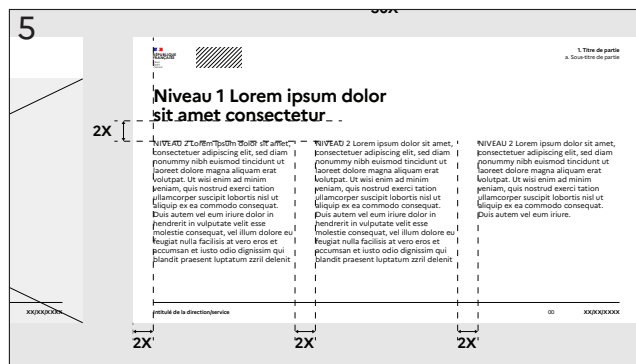 5
30X
RÉPUBLIQUE
FRANÇAISE
1. Titre de partie
a. Sous-titre de partie
Niveau 1 Lorem ipsum dolor
sit amet consectetur
2X
NIVEAU 2 Lorem ipsum dolor sit amet,
consectetuer adipiscing elit, sed diam
nonummy nibh euismod tincidunt ut
laoreet dolore magna aliquam erat
volutpat. Ut wisi enim ad minim
veniam, quis nostrud exerci tation
ullamcorper suscipit lobortis nisl ut
aliquip ex ea commodo consequat.
Duis autem vel eum iriure dolor in
hendrerit in vulputate velit esse
molestie consequat, vel illum dolore eu
feugiat nulla facilisis at vero eros et
accumsan et iusto odio dignissim qui
blandit praesent luptatum zzril delenit
NIVEAU 2 Lorem ipsum dolor sit amet,
consectetuer adipiscing elit, sed diam
nonummy nibh euismod tincidunt ut
laoreet dolore magna aliquam erat
volutpat. Ut wisi enim ad minim
veniam, quis nostrud exerci tation
ullamcorper suscipit lobortis nisl ut
aliquip ex ea commodo consequat.
Duis autem vel eum iriure dolor in
hendrerit in vulputate velit esse
molestie consequat, vel illum dolore eu
feugiat nulla facilisis at vero eros et
accumsan et iusto odio dignissim qui
blandit praesent luptatum zzril delenit
NIVEAU 2 Lorem ipsum dolor sit amet,
consectetuer adipiscing elit, sed diam
nonummy nibh euismod tincidunt ut
laoreet dolore magna aliquam erat
volutpat. Ut wisi enim ad minim
veniam, quis nostrud exerci tation
ullamcorper suscipit lobortis nisl ut
aliquip ex ea commodo consequat.
Duis autem vel eum iriure.
XX/XX/XXXX
Intitulé de la direction/service
00
XX/XX/XXXX
2X
2X
2X